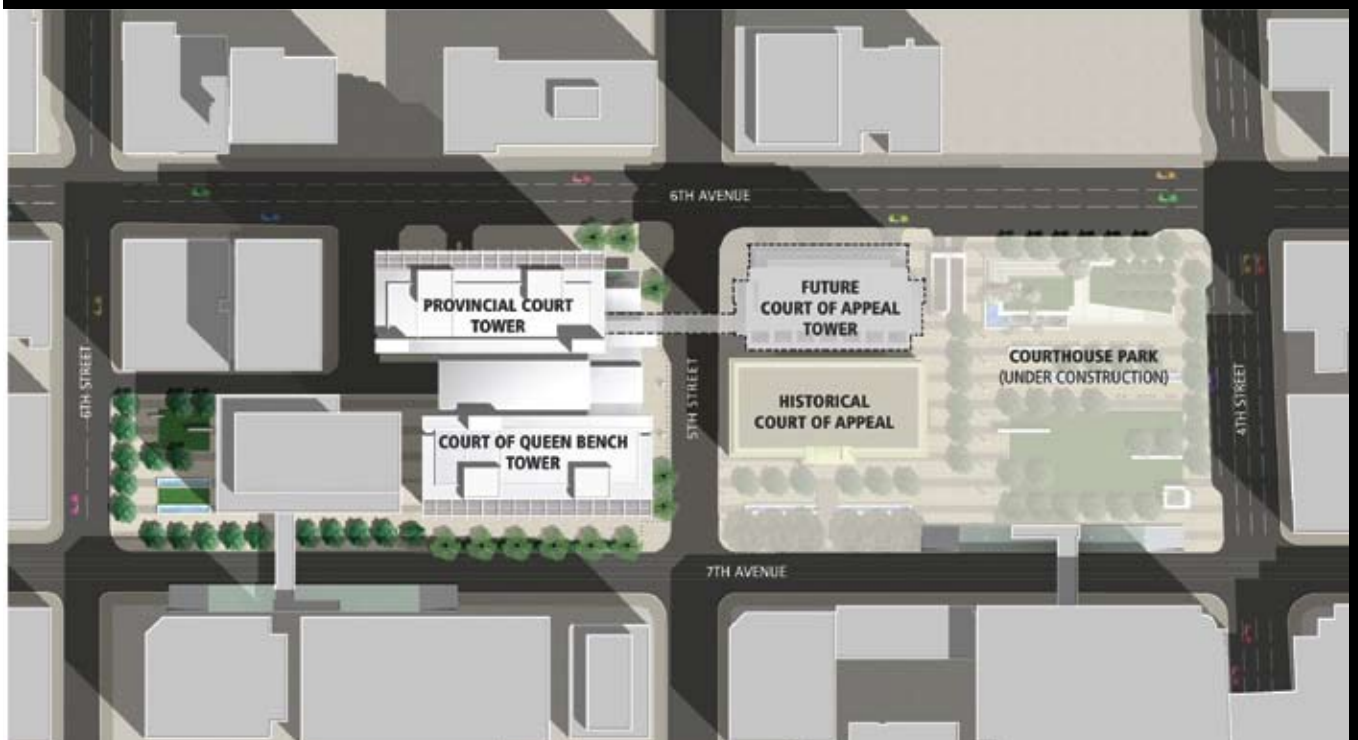 6TH AVENUE
PROVINCIAL COURT
TOWER
FUTURE
COURT OF APPEAL
TOWER
COURTHOUSE PARK
(UNDER CONSTRUCTION)
6TH STREET
5TH STREET
4TH STREET
HISTORICAL
COURT OF APPEAL
COURT OF QUEEN BENCH
TOWER
7TH AVENUE